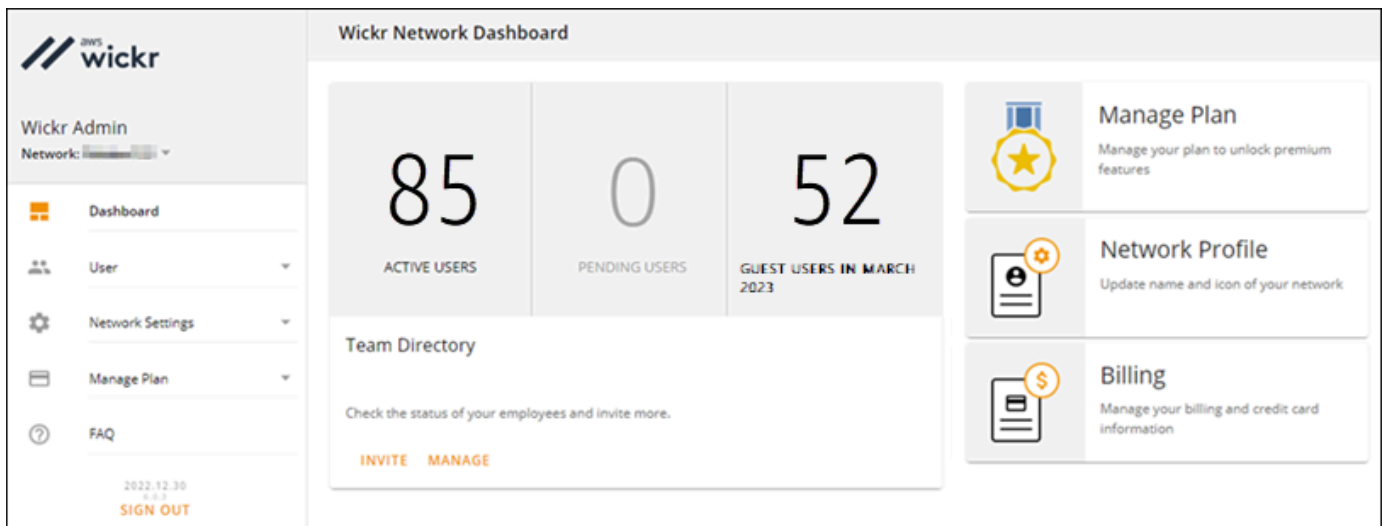 aws
wickr
Wickr Admin
Network:
Dashboard
User
Network Settings
Manage Plan
FAQ
2022.12.30
SIGN OUT
Wickr Network Dashboard
85
ACTIVE USERS
0
PENDING USERS
52
GUEST USERS IN MARCH
2023
Team Directory
Check the status of your employees and invite more.
INVITE MANAGE
Manage Plan
Manage your plan to unlock premium
features
Network Profile
Update name and icon of your network
Billing
Manage your billing and credit card
information